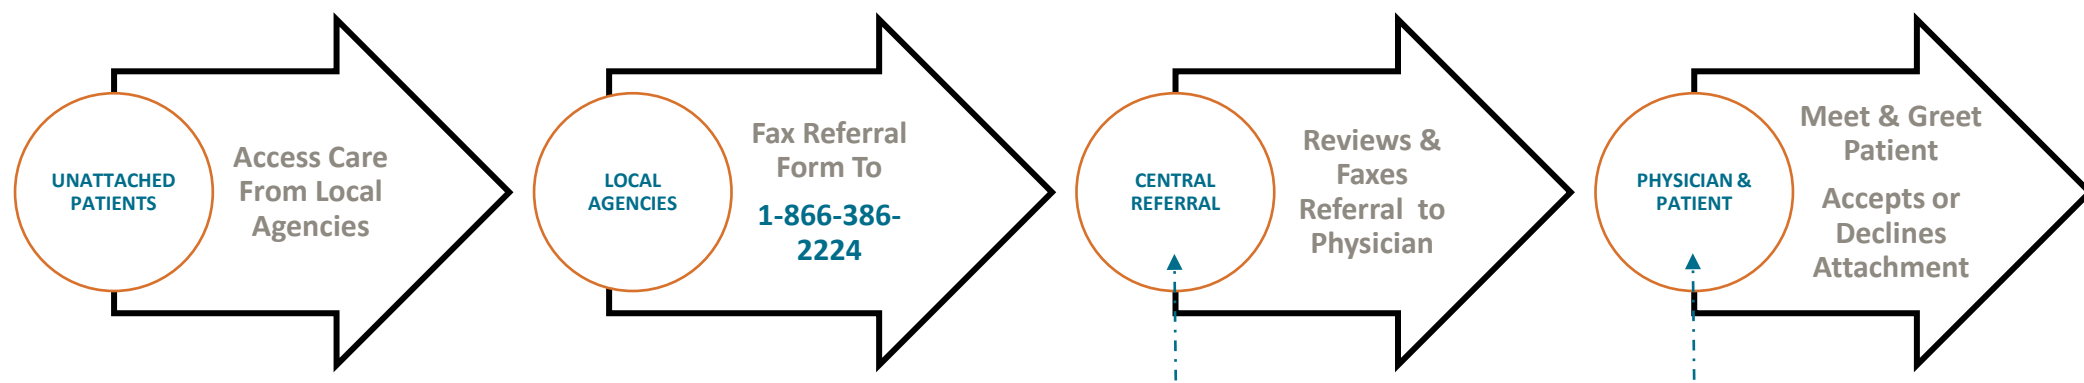 UNATTACHED
PATIENTS
Access Care
From Local
Agencies
LOCAL
AGENCIES
Fax Referral
Form To
1-866-386-
2224
CENTRAL
REFERRAL
Reviews &
Faxes
Referral to
Physician
PHYSICIAN &
PATIENT
Meet & Greet
Patient
Accepts or
Declines
Attachment